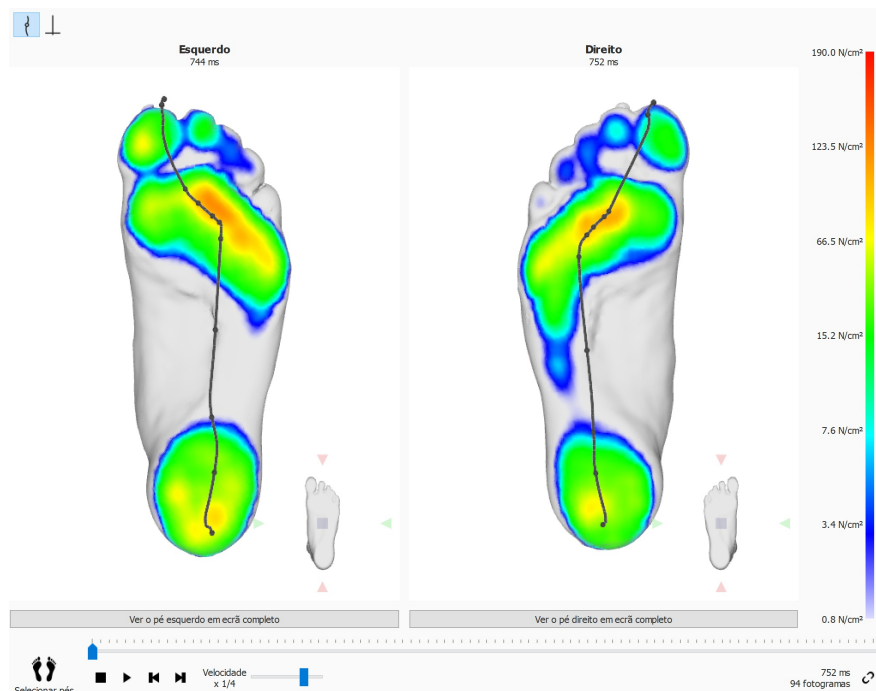 Esquerdo
744 ms
Direito
752 ms
190.0 N/cm²
123.5 N/cm²
66.5 N/cm²
15.2 N/cm²
7.6 N/cm²
3.4 N/cm²
0.8 N/cm²
Ver o pé esquerdo em ecrã completo
Ver o pé direito em ecrã completo
Velocidade
x 1/4
752 ms
94 fotogramas
Selecionar pés